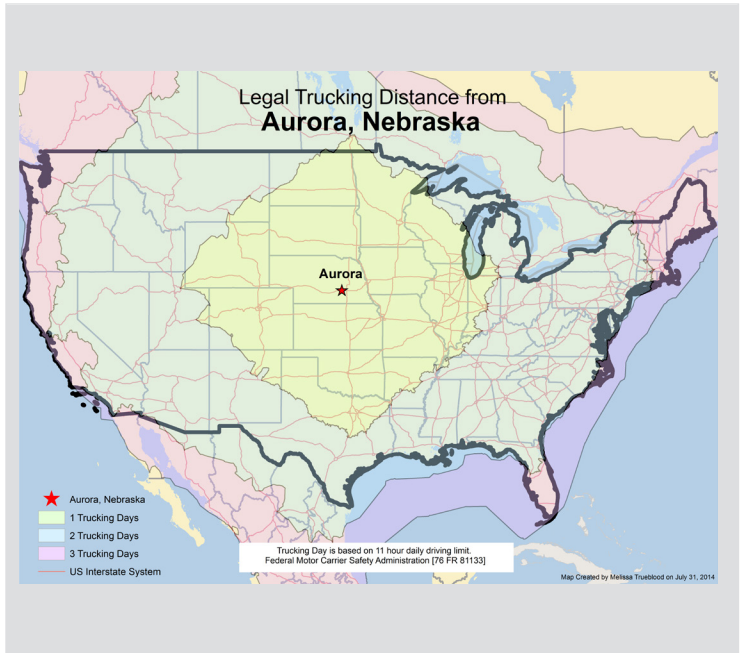 Legal Trucking Distance from
Aurora, Nebraska
Aurora
Aurora, Nebraska
1 Trucking Days
2 Trucking Days
3 Trucking Days
US Interstate System
Trucking Day is based on 11 hour daily driving limit.
Federal Motor Carrier Safety Administration [76 FR 81133]
Map Created by Melissa Trueblood on July 31, 2014